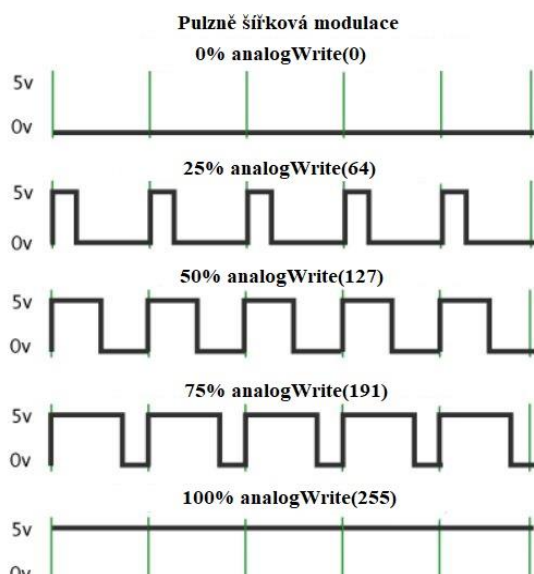 Pulzně šířková modulace
0% analogWrite(0)
5v
0v
25% analogWrite(64)
5v
0v
50% analogWrite(127)
5v
0v
75% analogWrite(191)
5v
0v
100% analogWrite(255)
5v
0v